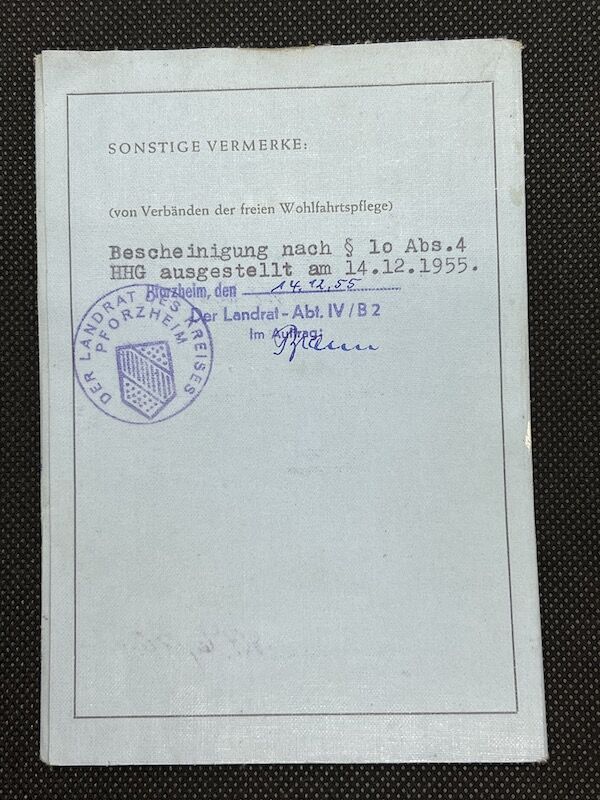 SONSTIGE VERMERKE:
(von Verbänden der freien Wohlfahrtspflege)
Bescheinigung nach § 1o Abs.4
HHG ausgestellt am 14.12.1955.
Pforzheim, den 14.12.55
Der Landrat - Abt. IV / B 2
Im Auftrag:
DER LANDRAT DES KREISES
PFORZHEIM